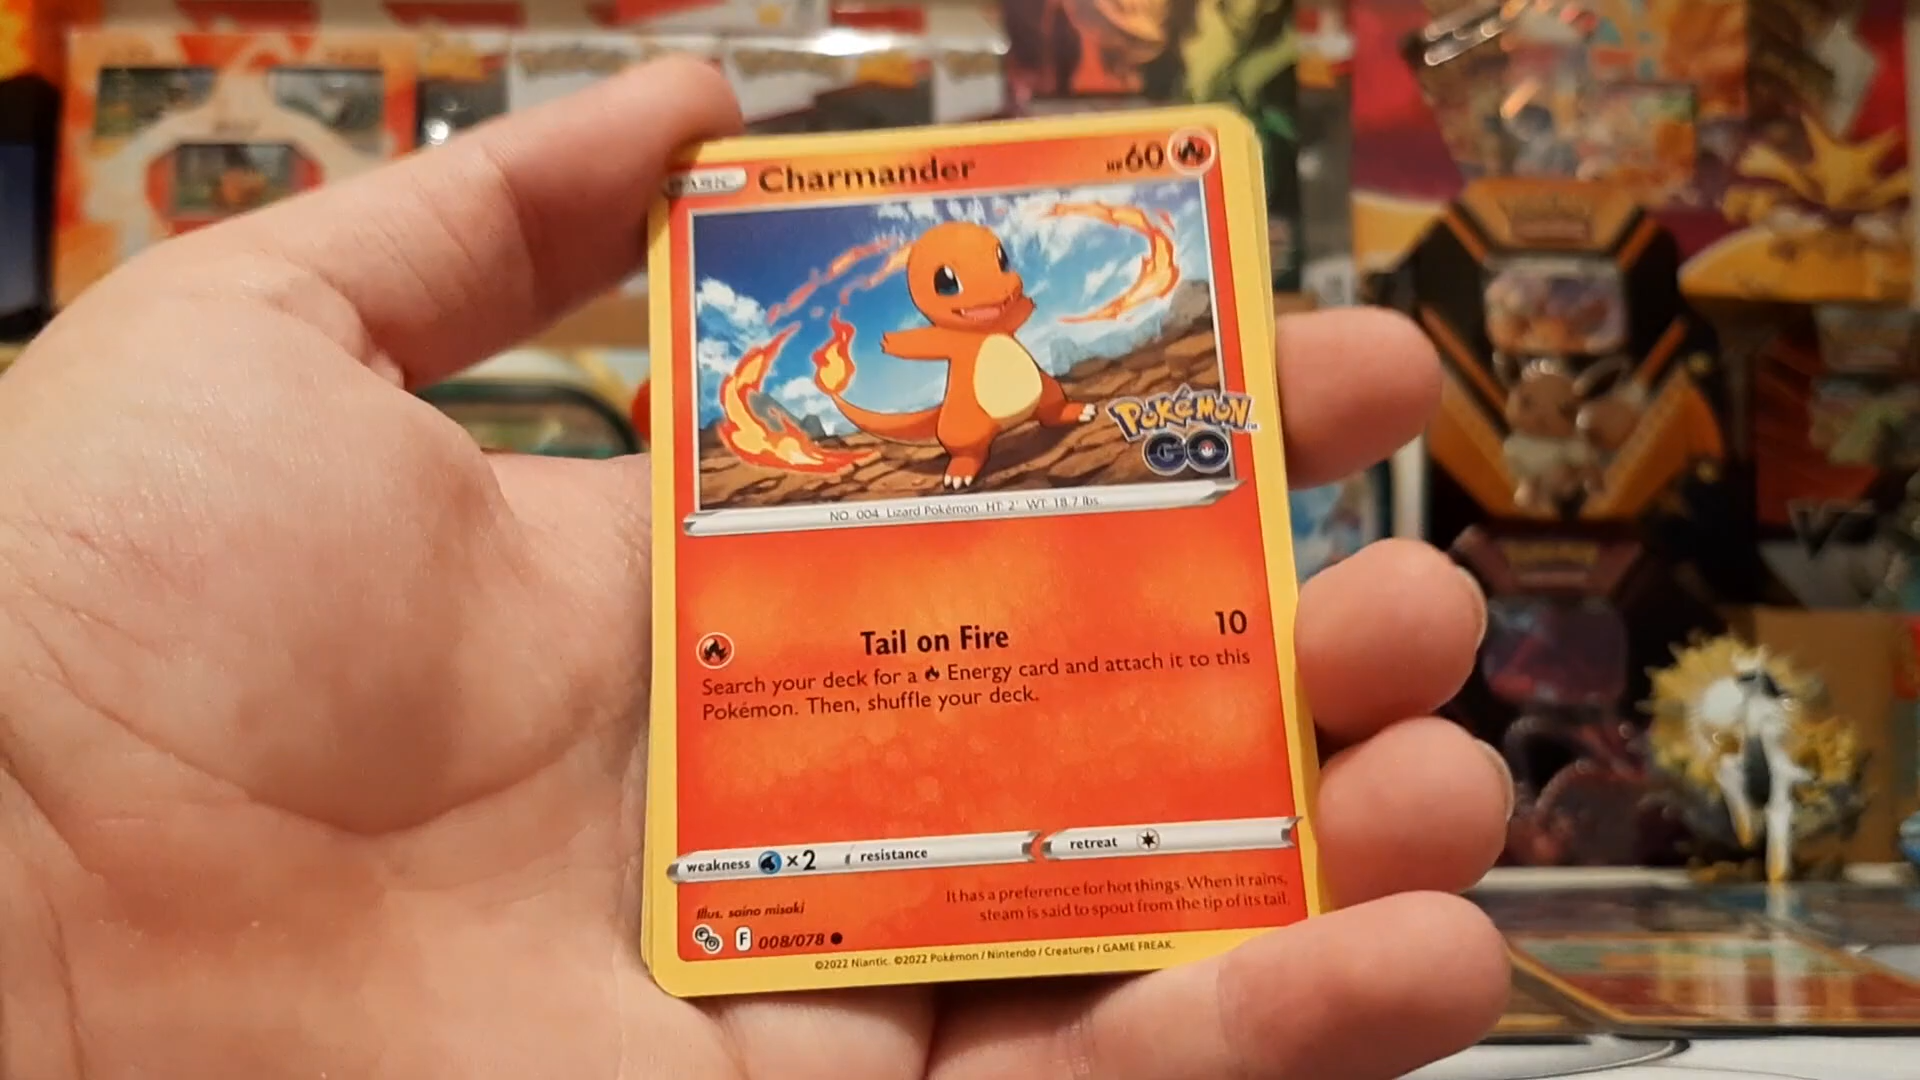 BASIC Charmander HP60
POKéMON
GO
NO. 004 Lizard Pokémon HT: 2' WT: 18.7 lbs.
Tail on Fire 10
Search your deck for a Energy card and attach it to this
Pokémon. Then, shuffle your deck.
weakness ×2 resistance retreat
It has a preference for hot things. When it rains,
steam is said to spout from the tip of its tail.
Illus. saino misaki
GO F 008/078
©2022 Niantic. ©2022 Pokémon / Nintendo / Creatures / GAME FREAK.